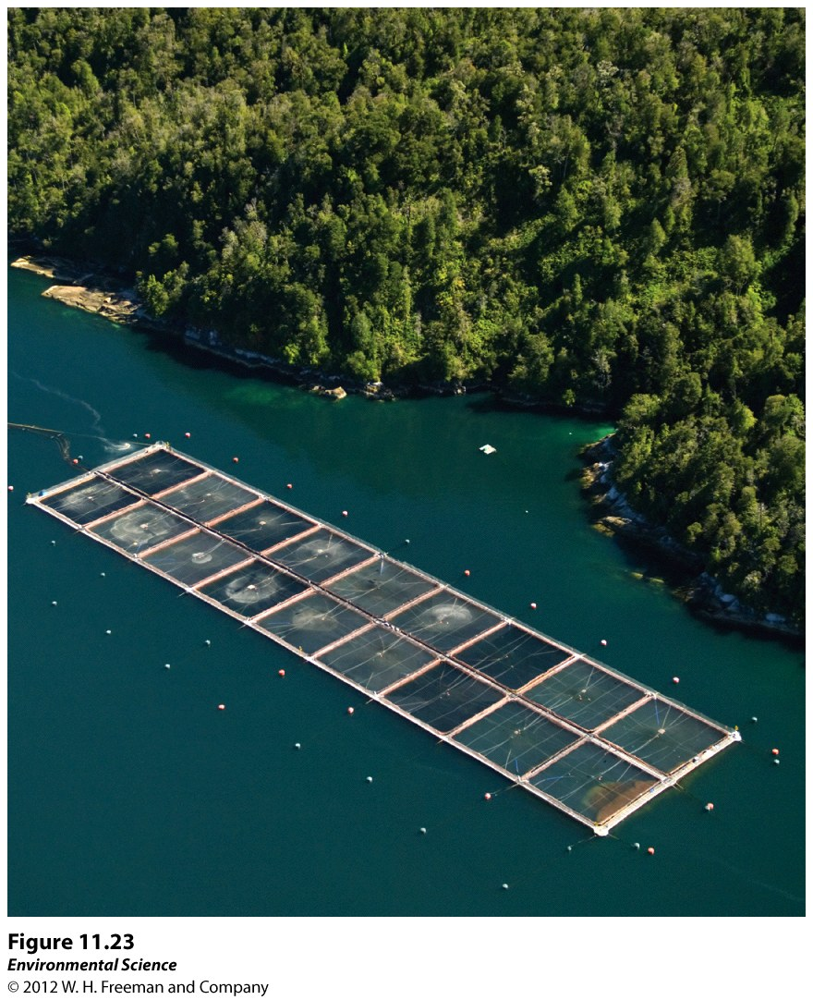 Figure 11.23
Environmental Science
© 2012 W. H. Freeman and Company